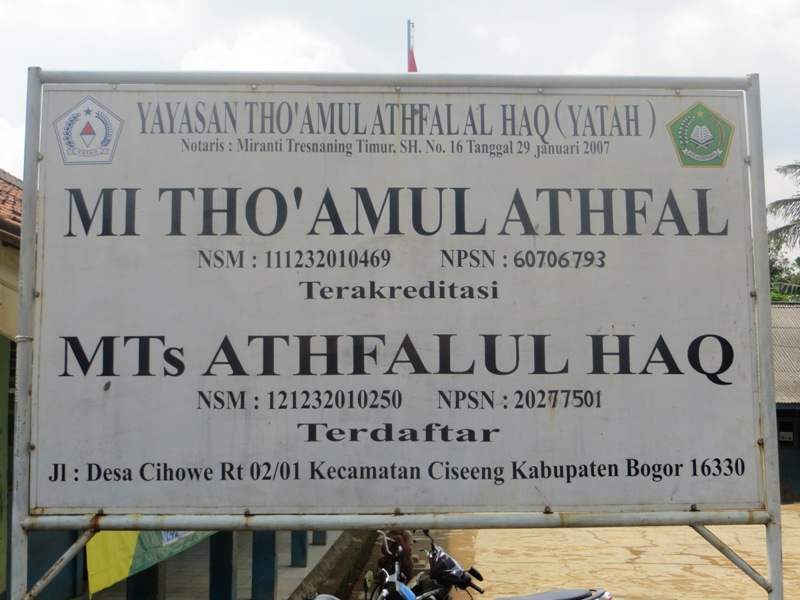 YAYASAN THO'AMUL ATHFAL AL HAQ ( YATAH )
Notaris : Miranti Tresnaning Timur, SH. No. 16 Tanggal 29 januari 2007
YATAH
MI THO'AMUL ATHFAL
NSM : 111232010469 NPSN : 60706793
Terakreditasi
MTs ATHFALUL HAQ
NSM : 121232010250 NPSN : 20277501
Terdaftar
Jl : Desa Cihowe Rt 02/01 Kecamatan Ciseeng Kabupaten Bogor 16330